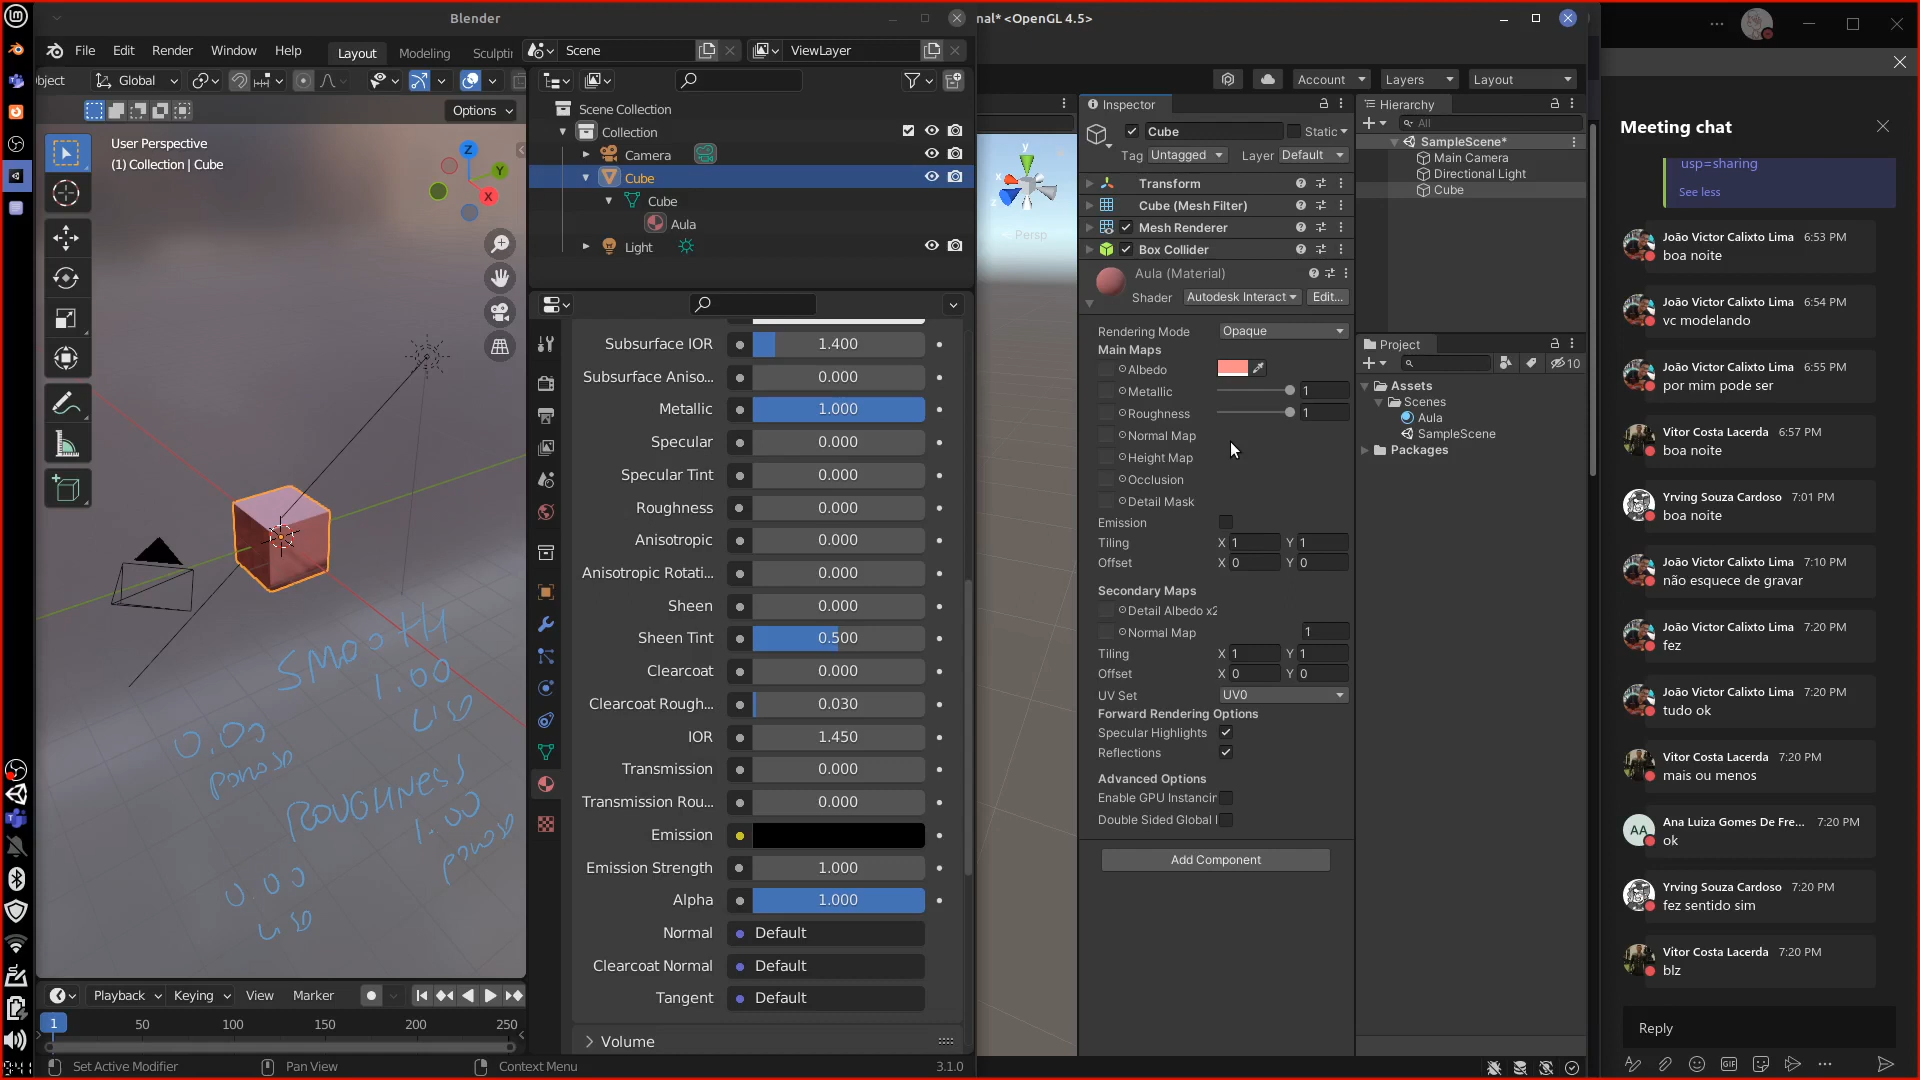 Blender
File Edit Render Window Help
Layout Modeling Sculptin
Scene
ViewLayer
bject Global
Options
User Perspective
(1) Collection | Cube
Z
Y
X
SMOOTH
1.00
LISO
0.00
POROSO
ROUGHNESS
1.00
POROSO
0.00
LISO
Playback Keying View Marker
1 50 100 150 200 250
Set Active Modifier Pan View Context Menu 3.1.0
Scene Collection
Collection
Camera
Cube
Cube
Aula
Light
Subsurface IOR 1.400
Subsurface Aniso... 0.000
Metallic 1.000
Specular 0.000
Specular Tint 0.000
Roughness 0.000
Anisotropic 0.000
Anisotropic Rotati... 0.000
Sheen 0.000
Sheen Tint 0.500
Clearcoat 0.000
Clearcoat Rough... 0.030
IOR 1.450
Transmission 0.000
Transmission Rou... 0.000
Emission
Emission Strength 1.000
Alpha 1.000
Normal Default
Clearcoat Normal Default
Tangent Default
Volume
nal* <OpenGL 4.5>
Account Layers Layout
y
x
z
< Persp
Inspector
Cube Static
Tag Untagged Layer Default
Transform
Cube (Mesh Filter)
Mesh Renderer
Box Collider
Aula (Material)
Shader Autodesk Interact Edit...
Rendering Mode Opaque
Main Maps
Albedo
Metallic 1
Roughness 1
Normal Map
Height Map
Occlusion
Detail Mask
Emission
Tiling X 1 Y 1
Offset X 0 Y 0
Secondary Maps
Detail Albedo x2
Normal Map 1
Tiling X 1 Y 1
Offset X 0 Y 0
UV Set UV0
Forward Rendering Options
Specular Highlights
Reflections
Advanced Options
Enable GPU Instancin
Double Sided Global I
Add Component
Hierarchy
All
SampleScene*
Main Camera
Directional Light
Cube
Project
10
Assets
Scenes
Aula
SampleScene
Packages
Meeting chat
usp=sharing
See less
João Victor Calixto Lima 6:53 PM
boa noite
João Victor Calixto Lima 6:54 PM
vc modelando
João Victor Calixto Lima 6:55 PM
por mim pode ser
Vitor Costa Lacerda 6:57 PM
boa noite
Yrving Souza Cardoso 7:01 PM
boa noite
João Victor Calixto Lima 7:10 PM
não esquece de gravar
João Victor Calixto Lima 7:20 PM
fez
João Victor Calixto Lima 7:20 PM
tudo ok
Vitor Costa Lacerda 7:20 PM
mais ou menos
AA
Ana Luiza Gomes De Fre... 7:20 PM
ok
Yrving Souza Cardoso 7:20 PM
fez sentido sim
Vitor Costa Lacerda 7:20 PM
blz
Reply
GIF